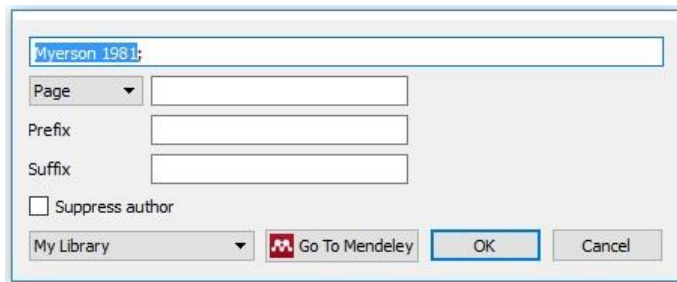 Myerson 1981;
Page
Prefix
Suffix
Suppress author
My Library Go To Mendeley OK Cancel